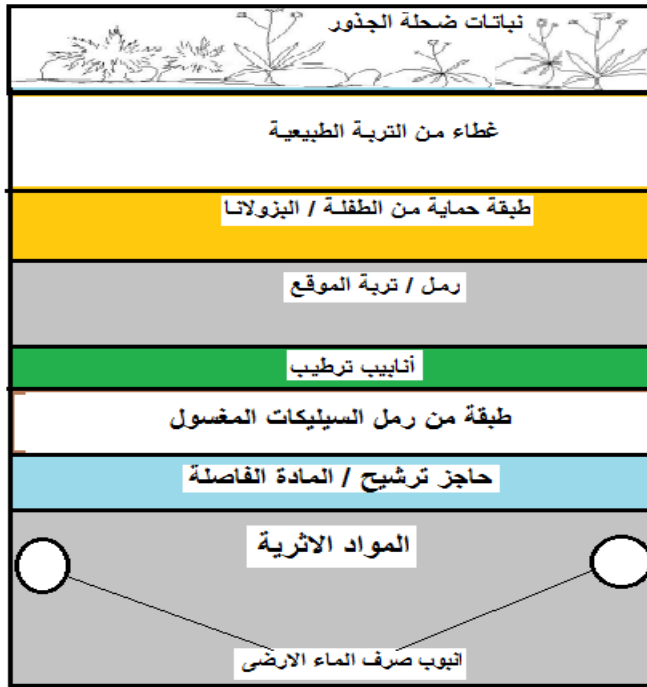 نباتات ضحلة الجذور
غطاء من التربة الطبيعية
طبقة حماية من الطفلة / البزولانا
رمل / تربة الموقع
أنابيب ترطيب
طبقة من رمل السيليكات المغسول
حاجز ترشيح / المادة الفاصلة
المواد الاثرية
انبوب صرف الماء الارضى